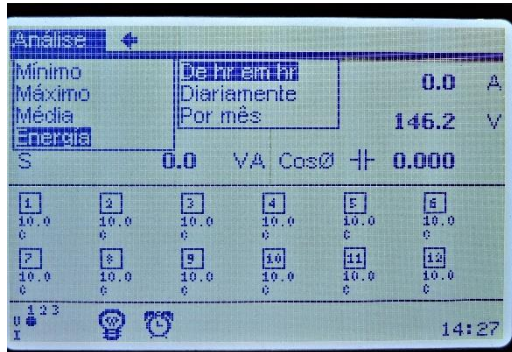 Análise
Mínimo De hr em hr 0.0 A
Máximo Diariamente
Média Por mês 146.2 V
Energia
S 0.0 VA CosØ 0.000
1 2 3 4 5 6
10.0 10.0 10.0 10.0 10.0 10.0
C C C C C C
7 8 9 10 11 12
10.0 10.0 10.0 10.0 10.0 10.0
C C C C C C
1 2 3
U
I 14:27